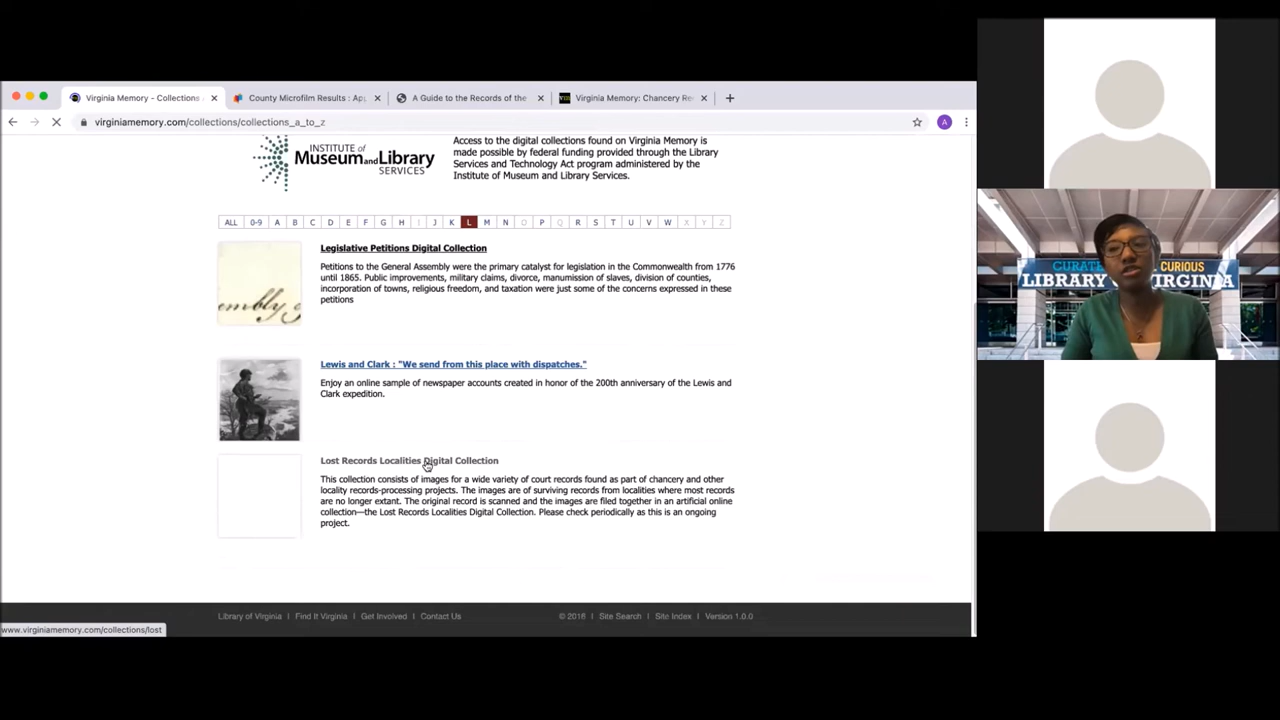 Virginia Memory - Collections
County Microfilm Results : Ap
A Guide to the Records of the
Virginia Memory: Chancery Re
virginiamemory.com/collections/collections_a_to_z
A
INSTITUTE of
Museum and Library
SERVICES
Access to the digital collections found on Virginia Memory is
made possible by federal funding provided through the Library
Services and Technology Act program administered by the
Institute of Museum and Library Services.
ALL 0-9 A B C D E F G H I J K L M N O P Q R S T U V W X Y Z
Legislative Petitions Digital Collection
Petitions to the General Assembly were the primary catalyst for legislation in the Commonwealth from 1776
until 1865. Public improvements, military claims, divorce, manumission of slaves, division of counties,
incorporation of towns, religious freedom, and taxation were just some of the concerns expressed in these
petitions
embly
Lewis and Clark : "We send from this place with dispatches."
Enjoy an online sample of newspaper accounts created in honor of the 200th anniversary of the Lewis and
Clark expedition.
Lost Records Localities Digital Collection
This collection consists of images for a wide variety of court records found as part of chancery and other
locality records-processing projects. The images are of surviving records from localities where most records
are no longer extant. The original record is scanned and the images are filed together in an artificial online
collection—the Lost Records Localities Digital Collection. Please check periodically as this is an ongoing
project.
Library of Virginia | Find It Virginia | Get Involved | Contact Us
© 2016 | Site Search | Site Index | Version 1.0.0
www.virginiamemory.com/collections/lost
CURIOUS
LIBRARY